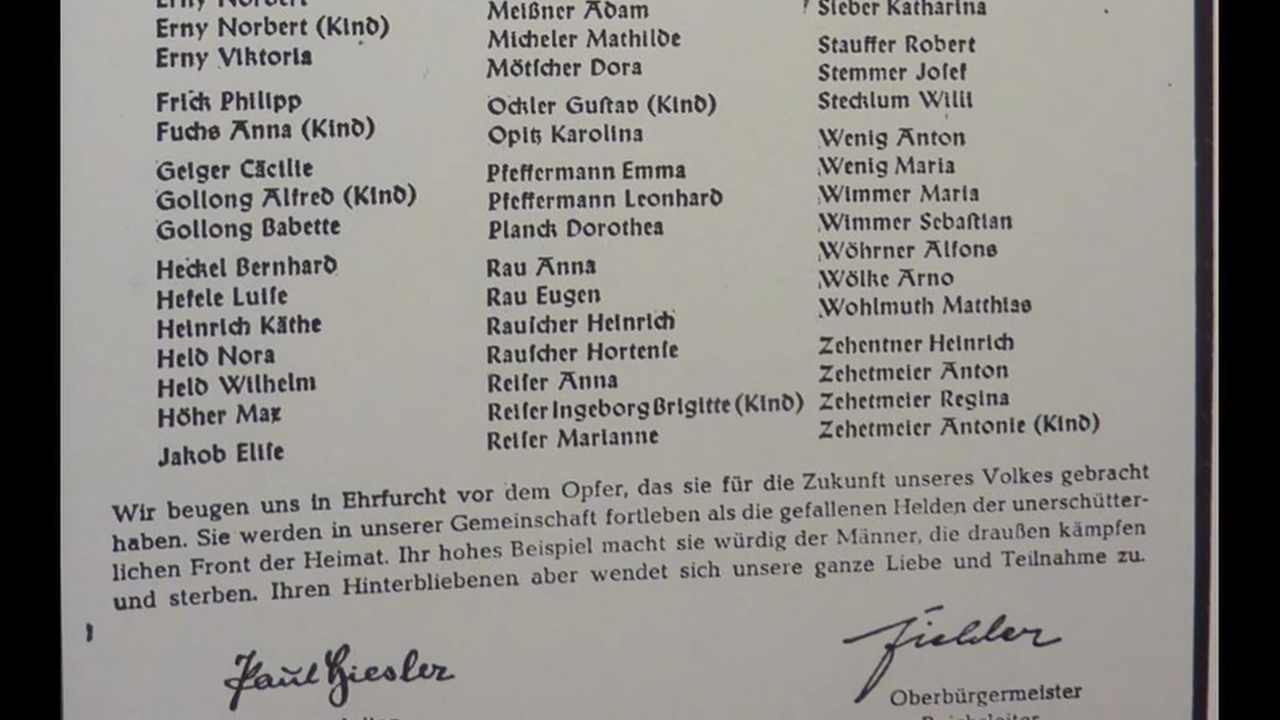 Erny Norbert
Erny Norbert (Kind)
Erny Viktoria
Frick Philipp
Fuchs Anna (Kind)
Geiger Cäcilie
Gollong Alfred (Kind)
Gollong Babette
Heckel Bernhard
Hefele Luise
Heinrich Käthe
Held Nora
Held Wilhelm
Höher Max
Jakob Elise
Meißner Adam
Micheler Mathilde
Mötscher Dora
Ockler Gustav (Kind)
Opitz Karolina
Pfeffermann Emma
Pfeffermann Leonhard
Planck Dorothea
Rau Anna
Rau Eugen
Rauscher Heinrich
Rauscher Hortense
Reiser Anna
Reiser Ingeborg Brigitte (Kind)
Reiser Marianne
Sieber Katharina
Stauffer Robert
Stemmer Josef
Stecklum Willi
Wenig Anton
Wenig Maria
Wimmer Maria
Wimmer Sebastian
Wöhrner Alfons
Wölke Arno
Wohlmuth Matthias
Zehentner Heinrich
Zehetmeier Anton
Zehetmeier Regina
Zehetmeier Antonie (Kind)
Wir beugen uns in Ehrfurcht vor dem Opfer, das sie für die Zukunft unseres Volkes gebracht
haben. Sie werden in unserer Gemeinschaft fortleben als die gefallenen Helden der unerschütter-
lichen Front der Heimat. Ihr hohes Beispiel macht sie würdig der Männer, die draußen kämpfen
und sterben. Ihren Hinterbliebenen aber wendet sich unsere ganze Liebe und Teilnahme zu.
Paul Giesler
Fiehler
Oberbürgermeister
Reichsleiter